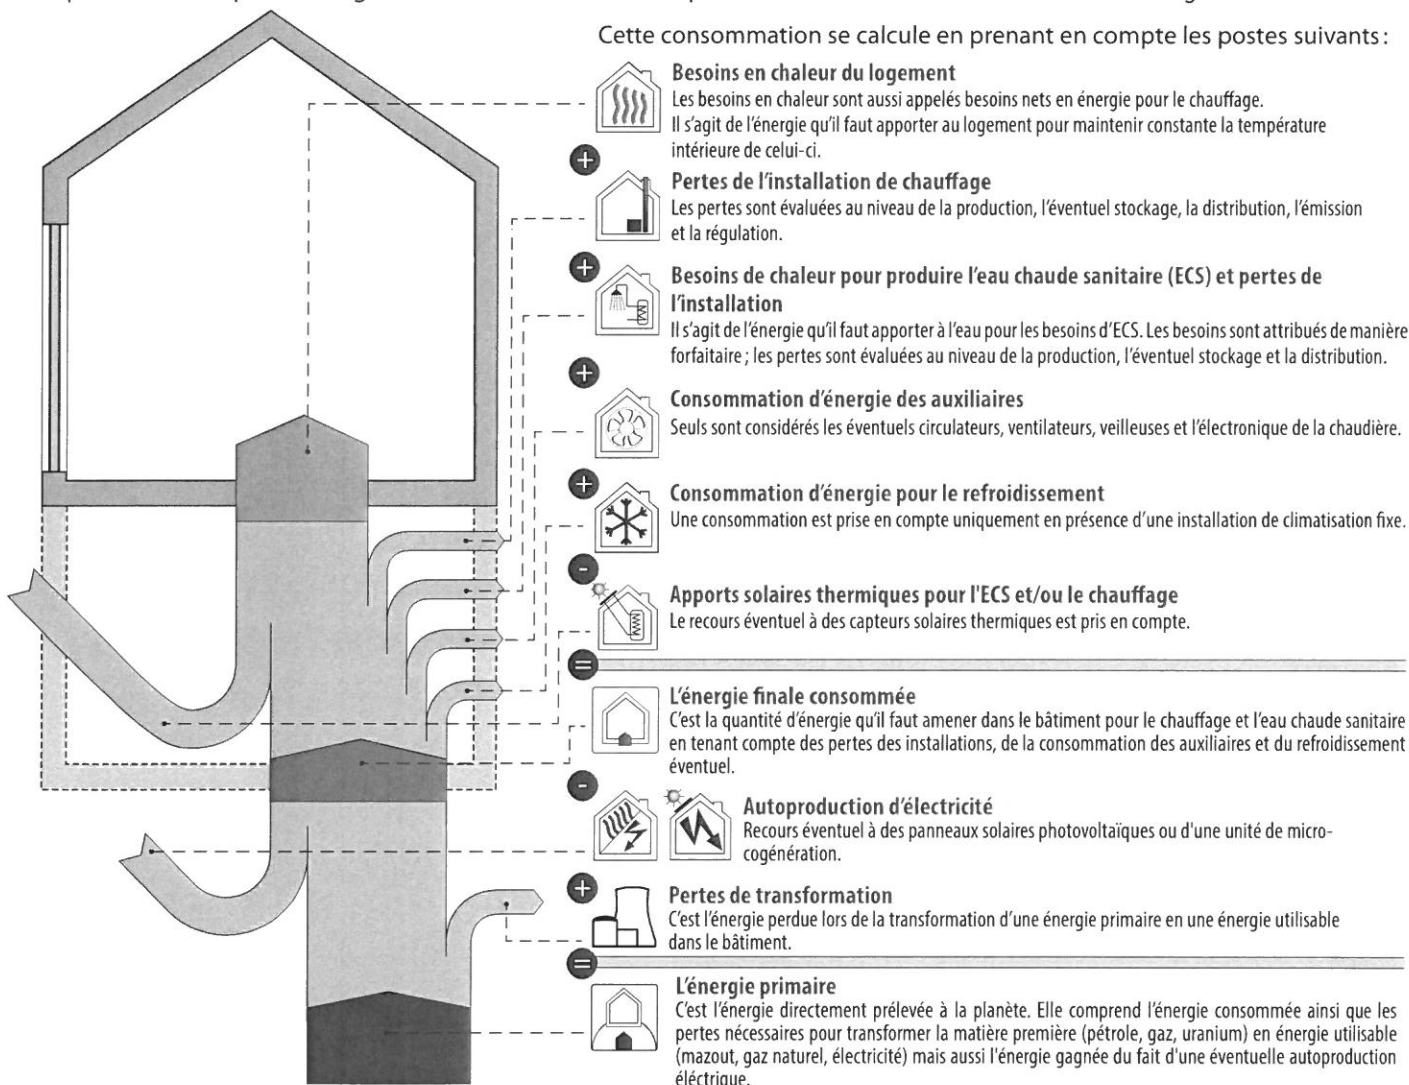 Cette consommation se calcule en prenant en compte les postes suivants :
Besoins en chaleur du logement
Les besoins en chaleur sont aussi appelés besoins nets en énergie pour le chauffage.
Il s'agit de l'énergie qu'il faut apporter au logement pour maintenir constante la température
intérieure de celui-ci.
+
Pertes de l'installation de chauffage
Les pertes sont évaluées au niveau de la production, l'éventuel stockage, la distribution, l'émission
et la régulation.
+
Besoins de chaleur pour produire l'eau chaude sanitaire (ECS) et pertes de
l'installation
Il s'agit de l'énergie qu'il faut apporter à l'eau pour les besoins d'ECS. Les besoins sont attribués de manière
forfaitaire ; les pertes sont évaluées au niveau de la production, l'éventuel stockage et la distribution.
+
Consommation d'énergie des auxiliaires
Seuls sont considérés les éventuels circulateurs, ventilateurs, veilleuses et l'électronique de la chaudière.
+
Consommation d'énergie pour le refroidissement
Une consommation est prise en compte uniquement en présence d'une installation de climatisation fixe.
-
Apports solaires thermiques pour l'ECS et/ou le chauffage
Le recours éventuel à des capteurs solaires thermiques est pris en compte.
=
L'énergie finale consommée
C'est la quantité d'énergie qu'il faut amener dans le bâtiment pour le chauffage et l'eau chaude sanitaire
en tenant compte des pertes des installations, de la consommation des auxiliaires et du refroidissement
éventuel.
-
Autoproduction d'électricité
Recours éventuel à des panneaux solaires photovoltaïques ou d'une unité de micro-
cogénération.
+
Pertes de transformation
C'est l'énergie perdue lors de la transformation d'une énergie primaire en une énergie utilisable
dans le bâtiment.
=
L'énergie primaire
C'est l'énergie directement prélevée à la planète. Elle comprend l'énergie consommée ainsi que les
pertes nécessaires pour transformer la matière première (pétrole, gaz, uranium) en énergie utilisable
(mazout, gaz naturel, électricité) mais aussi l'énergie gagnée du fait d'une éventuelle autoproduction
éléctrique.